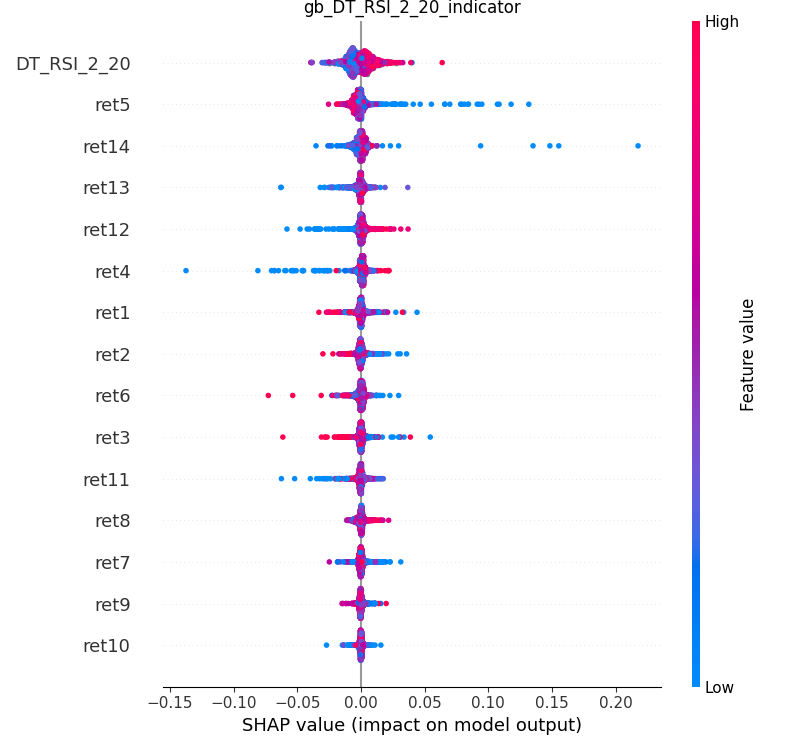 gb_DT_RSI_2_20_indicator
High
DT_RSI_2_20
ret5
ret14
ret13
ret12
ret4
ret1
ret2
ret6
ret3
ret11
ret8
ret7
ret9
ret10
Feature value
Low
−0.15 −0.10 −0.05 0.00 0.05 0.10 0.15 0.20
SHAP value (impact on model output)